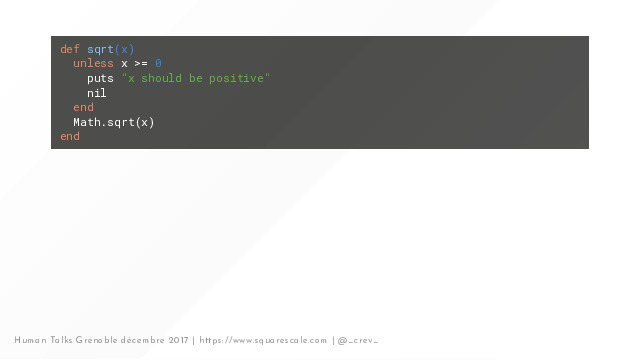 def sqrt(x)
  unless x >= 0
    puts "x should be positive"
    nil
  end
  Math.sqrt(x)
end
Human Talks Grenoble décembre 2017 | https://www.squarescale.com | @_crev_